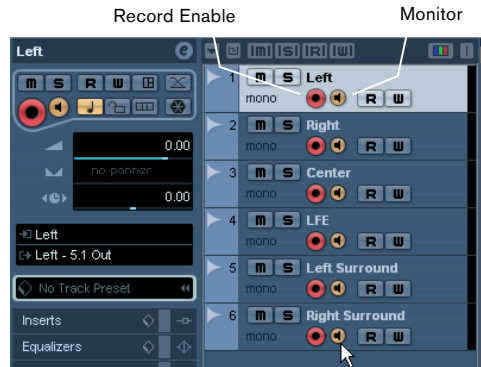 Record Enable
Monitor
Left
e
m S R W
0.00
no panner
0.00
Left
Left - 5.1 Out
No Track Preset
Inserts
Equalizers
m S R W
1 m S Left
mono R W
2 m S Right
mono R W
3 m S Center
mono R W
4 m S LFE
mono R W
5 m S Left Surround
mono R W
6 m S Right Surround
mono R W